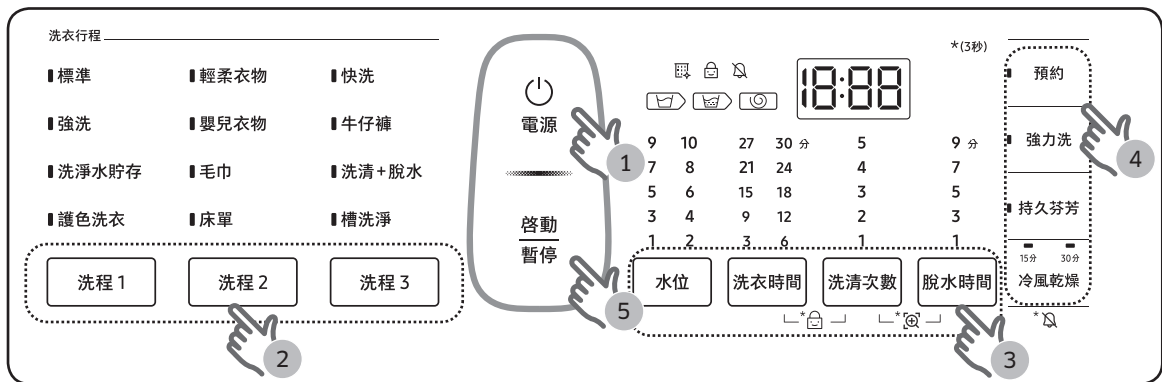 洗衣行程
標準
輕柔衣物
快洗
強洗
嬰兒衣物
牛仔褲
洗淨水貯存
毛巾
洗清+脫水
護色洗衣
床單
槽洗淨
洗程1
洗程2
洗程3
2
電源
1
啓動
暫停
5
18:88
9 10 27 30 分 5 9 分
7 8 21 24 4 7
5 6 15 18 3 5
3 4 9 12 2 3
1 2 3 6 1 1
水位
洗衣時間
洗清次數
脫水時間
*
*
3
*(3秒)
預約
強力洗
持久芬芳
15分 30分
冷風乾燥
*
4